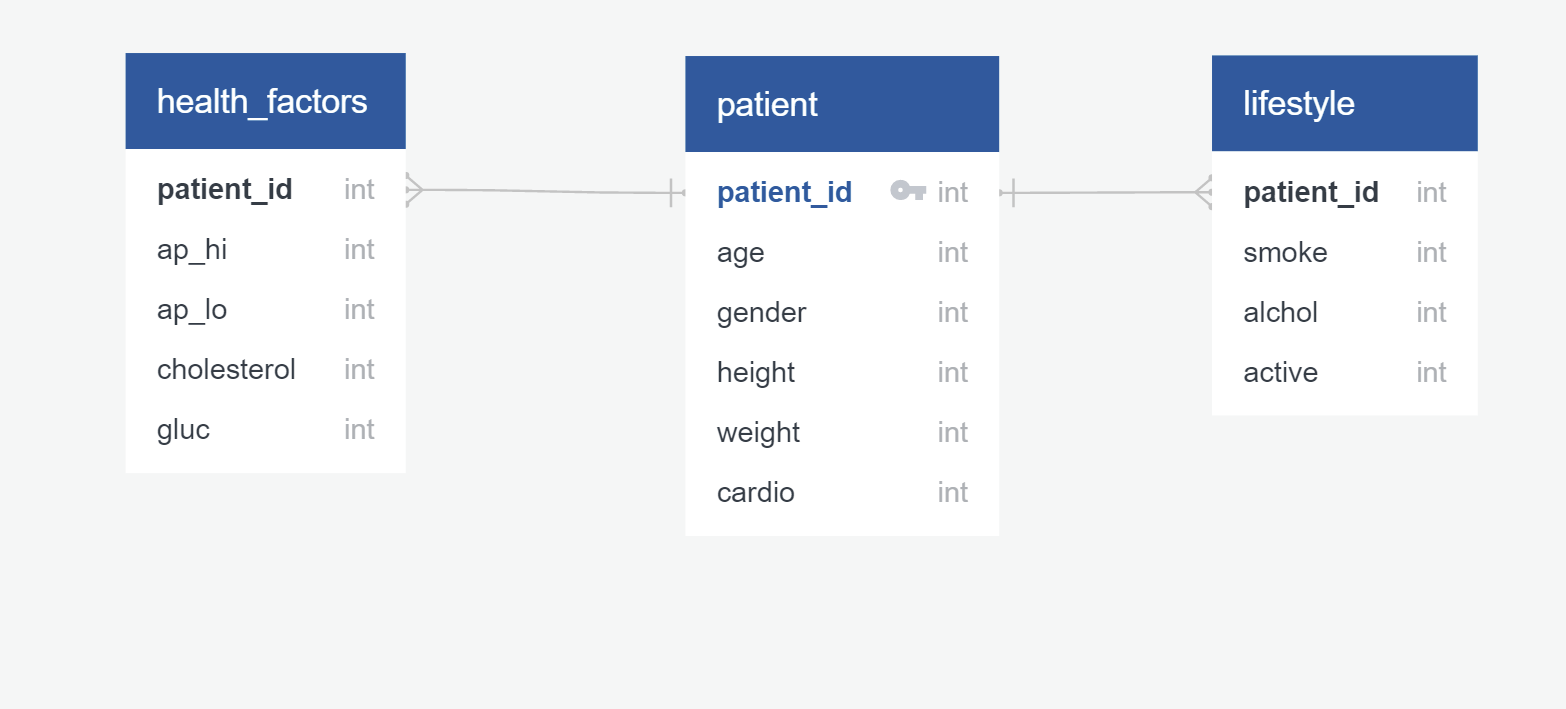 health_factors
patient_id int
ap_hi int
ap_lo int
cholesterol int
gluc int
patient
patient_id int
age int
gender int
height int
weight int
cardio int
lifestyle
patient_id int
smoke int
alchol int
active int